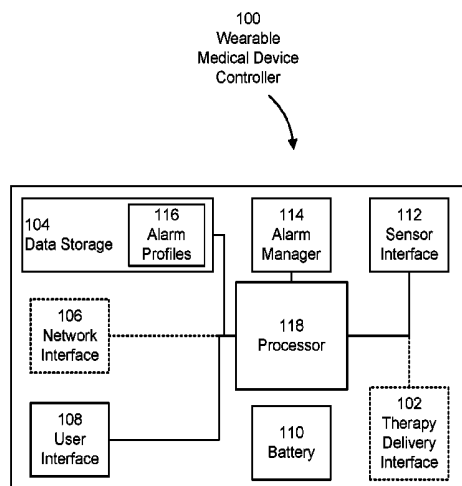 100
Wearable
Medical Device
Controller
104
Data Storage
116
Alarm
Profiles
114
Alarm
Manager
112
Sensor
Interface
106
Network
Interface
118
Processor
108
User
Interface
110
Battery
102
Therapy
Delivery
Interface